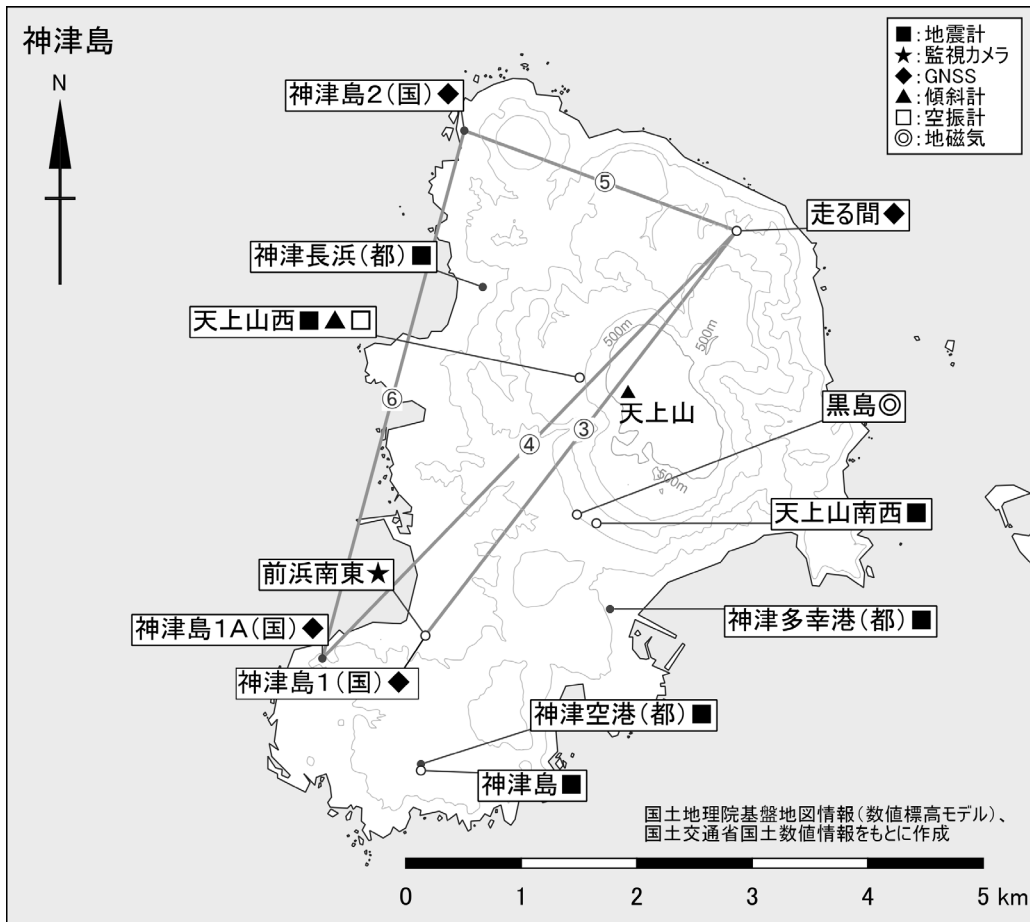 神津島
N
■：地震計
★：監視カメラ
◆：GNSS
▲：傾斜計
□：空振計
◎：地磁気
神津島2（国）◆
⑤
走る間◆
神津長浜（都）■
天上山西■▲□
500m
500m
天上山
黒島◎
⑥
③
④
500m
天上山南西■
前浜南東★
神津島1A（国）◆
神津多幸港（都）■
神津島1（国）◆
神津空港（都）■
神津島■
国土地理院基盤地図情報（数値標高モデル）、
国土交通省国土数値情報をもとに作成
0 1 2 3 4 5 km